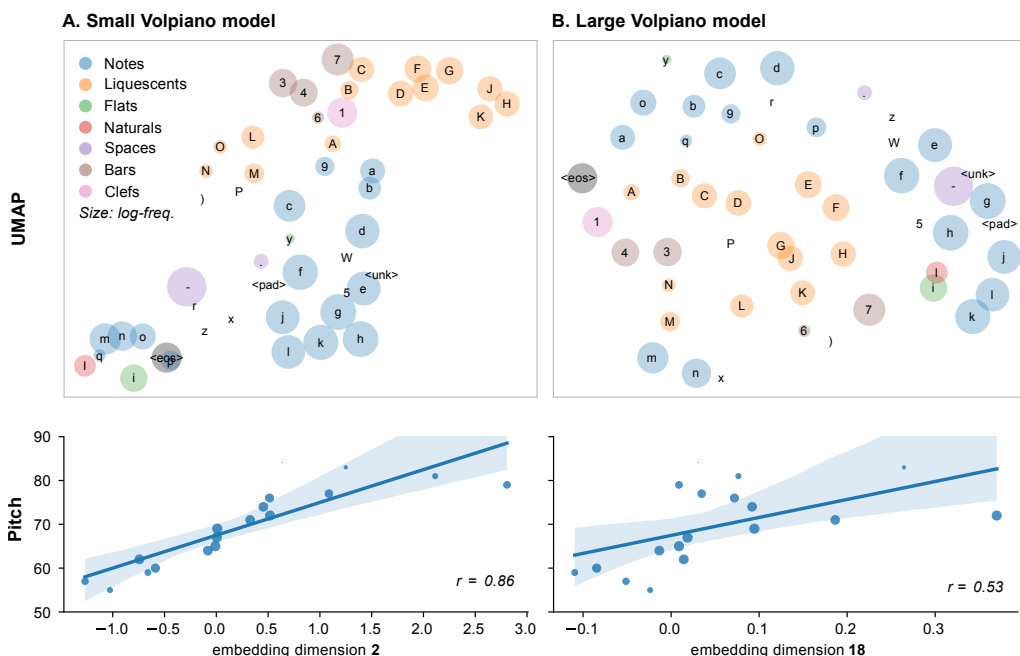 A. Small Volpiano model
B. Large Volpiano model
UMAP
Notes
Liquescents
Flats
Naturals
Spaces
Bars
Clefs
Size: log-freq.
7 C F G
3 4 B D E J H
6 1 K
O L A
N M 9 a
) P b
c
y d
. W
<pad> f <unk>
- 5 e
r x j g
z l k h
m n o
q <eos> p
I i
y c d
o b 9 r .
a q O p z
W e
<eos> A B C D E f - <unk>
1 F g
4 3 P G J H 5 h <pad>
N I j
M L K i l
6 7 k
) 
m n x
Pitch
90
80
70
60
50
r = 0.86
r = 0.53
−1.0 −0.5 0.0 0.5 1.0 1.5 2.0 2.5 3.0
−0.1 0.0 0.1 0.2 0.3
embedding dimension 2
embedding dimension 18